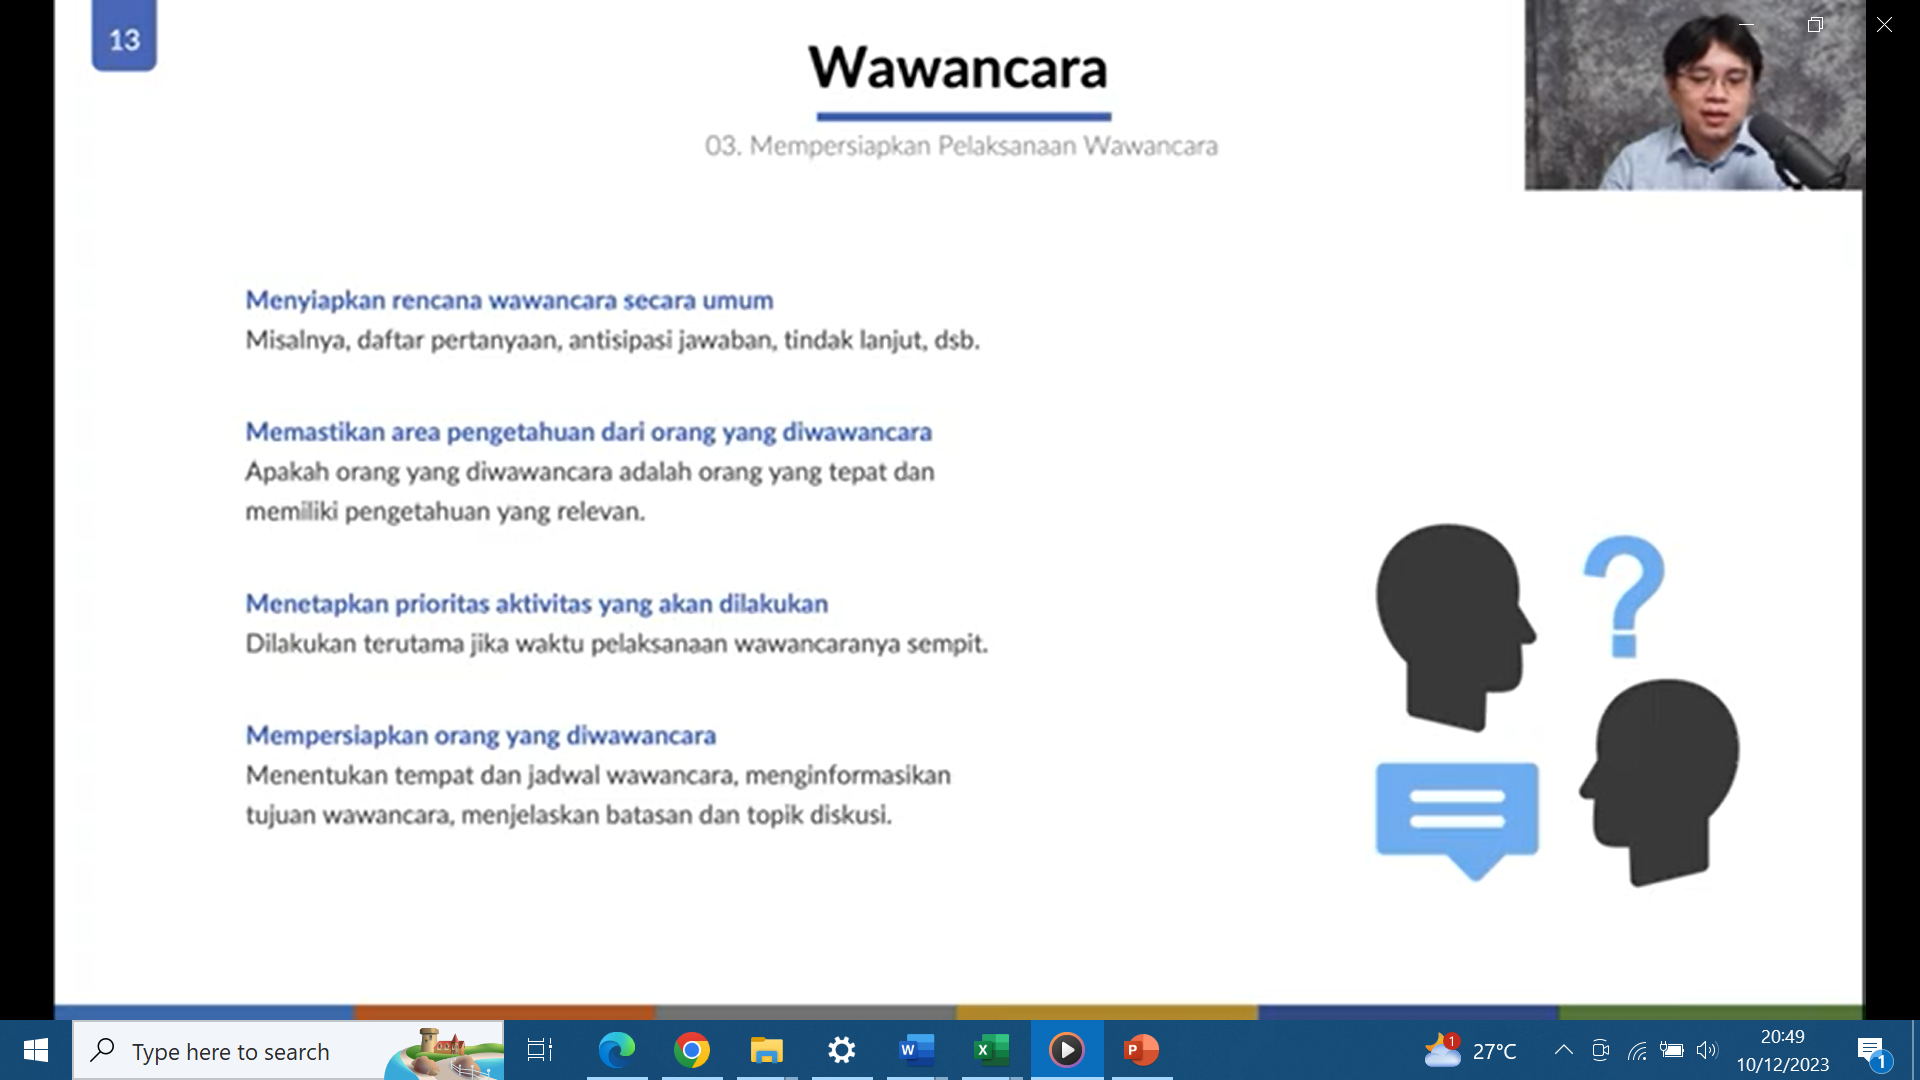 13
Wawancara
03. Mempersiapkan Pelaksanaan Wawancara
Menyiapkan rencana wawancara secara umum
Misalnya, daftar pertanyaan, antisipasi jawaban, tindak lanjut, dsb.
Memastikan area pengetahuan dari orang yang diwawancara
Apakah orang yang diwawancara adalah orang yang tepat dan
memiliki pengetahuan yang relevan.
Menetapkan prioritas aktivitas yang akan dilakukan
Dilakukan terutama jika waktu pelaksanaan wawancaranya sempit.
Mempersiapkan orang yang diwawancara
Menentukan tempat dan jadwal wawancara, menginformasikan
tujuan wawancara, menjelaskan batasan dan topik diskusi.
?
Type here to search
W
X
P
1
27°C
20:49
10/12/2023
1